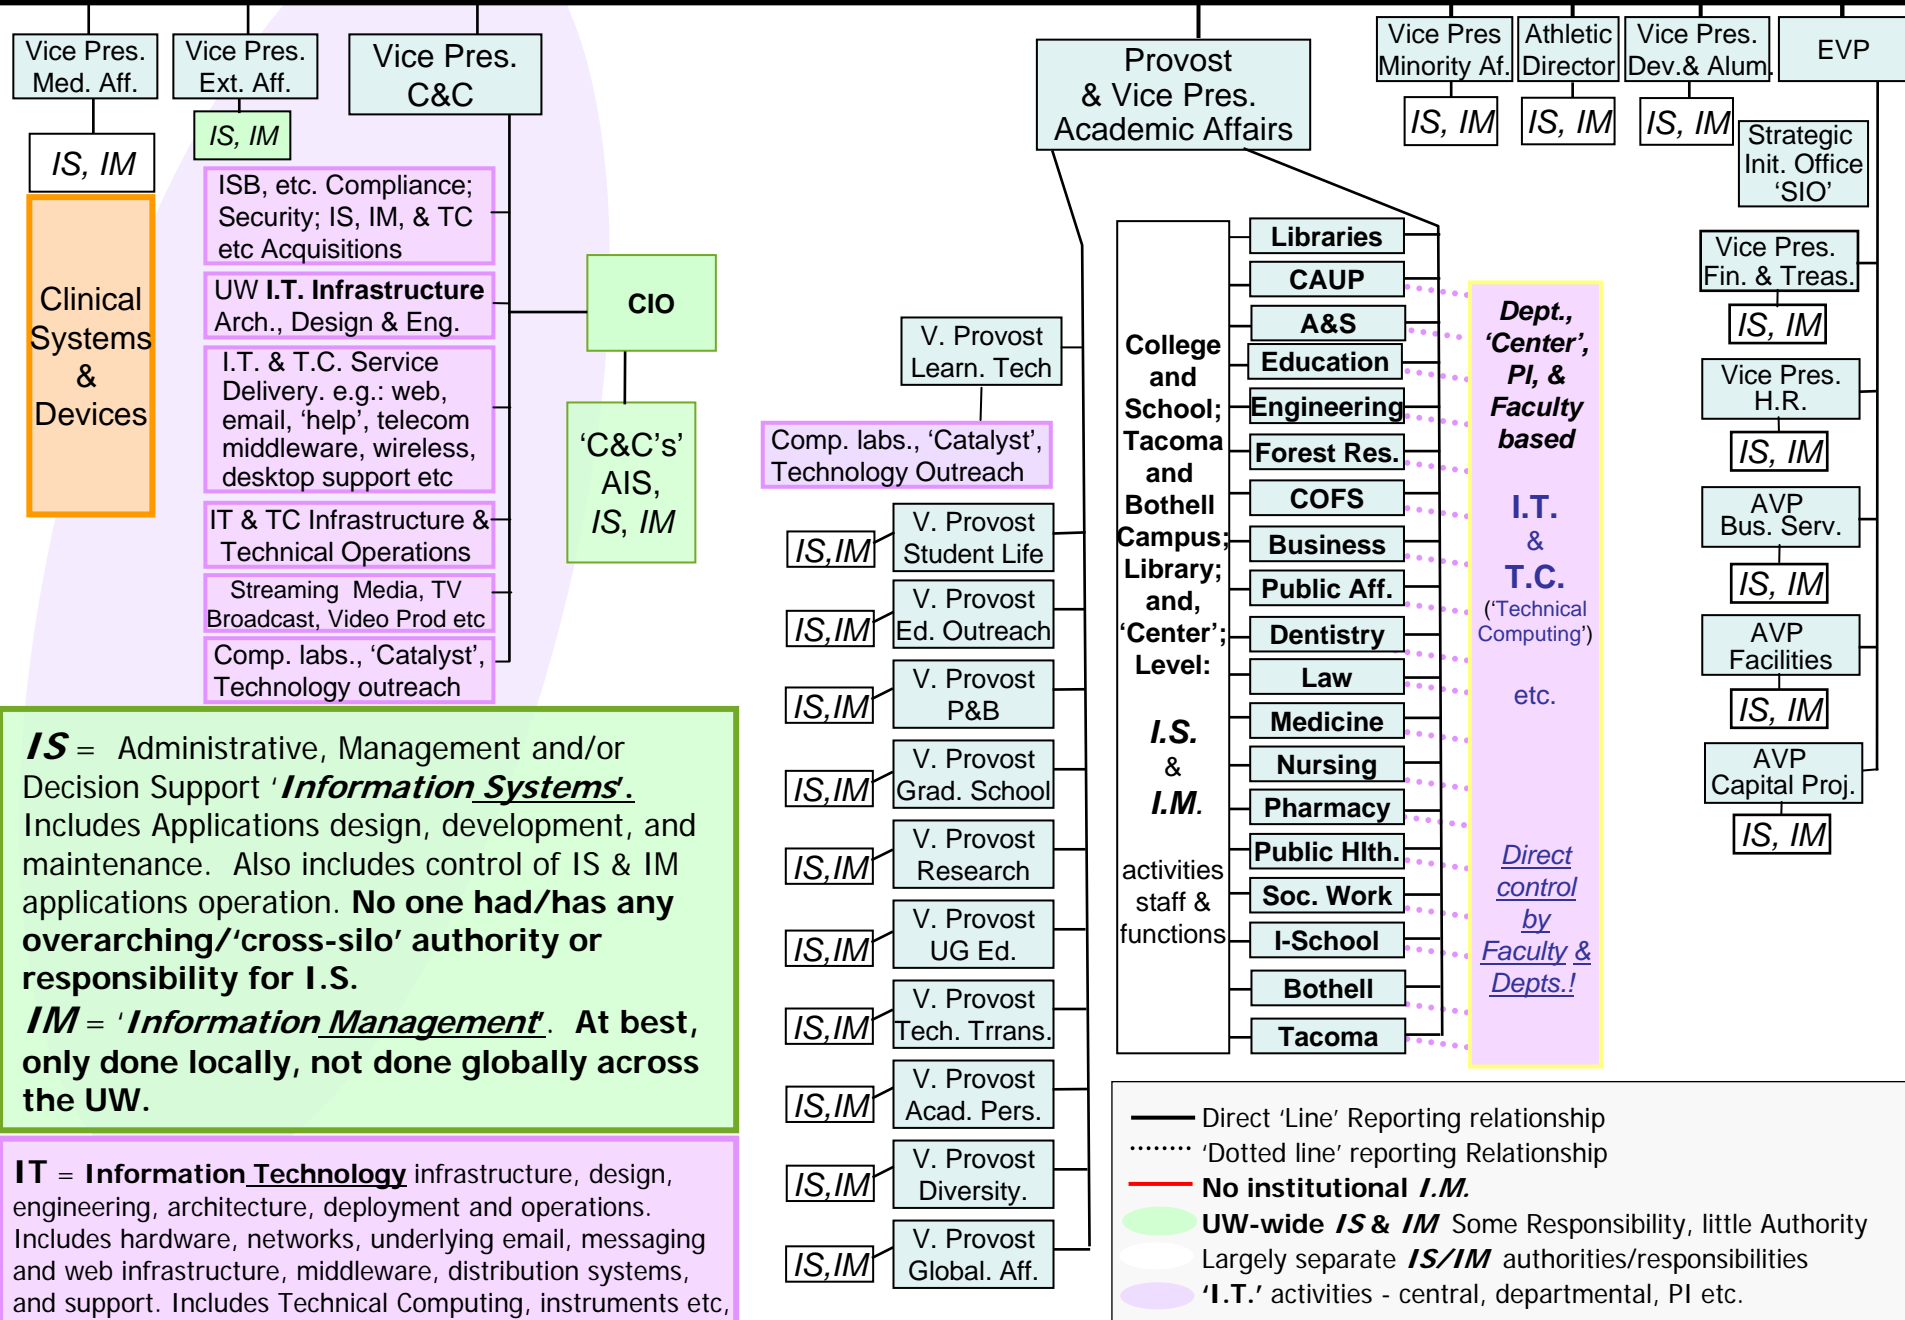 Vice Pres.
Med. Aff.
IS, IM
Clinical
Systems
&
Devices
Vice Pres.
Ext. Aff.
IS, IM
Vice Pres.
C&C
ISB, etc. Compliance;
Security; IS, IM, & TC
etc Acquisitions
UW I.T. Infrastructure
Arch., Design & Eng.
I.T. & T.C. Service
Delivery. e.g.: web,
email, ‘help’, telecom
middleware, wireless,
desktop support etc
IT & TC Infrastructure &
Technical Operations
Streaming Media, TV
Broadcast, Video Prod etc
Comp. labs., ‘Catalyst’,
Technology outreach
CIO
‘C&C’s’
AIS,
IS, IM
Provost
& Vice Pres.
Academic Affairs
V. Provost
Learn. Tech
Comp. labs., ‘Catalyst’,
Technology Outreach
V. Provost
Student Life
IS,IM
V. Provost
Ed. Outreach
IS,IM
V. Provost
P&B
IS,IM
V. Provost
Grad. School
IS,IM
V. Provost
Research
IS,IM
V. Provost
UG Ed.
IS,IM
V. Provost
Tech. Trrans.
IS,IM
V. Provost
Acad. Pers.
IS,IM
V. Provost
Diversity.
IS,IM
V. Provost
Global. Aff.
IS,IM
College
and
School;
Tacoma
and
Bothell
Campus;
Library;
and,
‘Center’;
Level:
I.S.
&
I.M.
activities
staff &
functions
Libraries
CAUP
A&S
Education
Engineering
Forest Res.
COFS
Business
Public Aff.
Dentistry
Law
Medicine
Nursing
Pharmacy
Public Hlth.
Soc. Work
I-School
Bothell
Tacoma
Dept.,
‘Center’,
PI, &
Faculty
based
I.T.
&
T.C.
(‘Technical
Computing’)
etc.
Direct
control
by
Faculty &
Depts.!
Vice Pres
Minority Af.
IS, IM
Athletic
Director
IS, IM
Vice Pres.
Dev.& Alum.
IS, IM
EVP
Strategic
Init. Office
‘SIO’
Vice Pres.
Fin. & Treas.
IS, IM
Vice Pres.
H.R.
IS, IM
AVP
Bus. Serv.
IS, IM
AVP
Facilities
IS, IM
AVP
Capital Proj.
IS, IM
IS = Administrative, Management and/or
Decision Support ‘Information Systems’.
Includes Applications design, development, and
maintenance. Also includes control of IS & IM
applications operation. No one had/has any
overarching/‘cross-silo’ authority or
responsibility for I.S.
IM = ‘Information Management’. At best,
only done locally, not done globally across
the UW.
IT = Information Technology infrastructure, design,
engineering, architecture, deployment and operations.
Includes hardware, networks, underlying email, messaging
and web infrastructure, middleware, distribution systems,
and support. Includes Technical Computing, instruments etc,
Direct ‘Line’ Reporting relationship
‘Dotted line’ reporting Relationship
No institutional I.M.
UW-wide IS & IM Some Responsibility, little Authority
Largely separate IS/IM authorities/responsibilities
‘I.T.’ activities - central, departmental, PI etc.